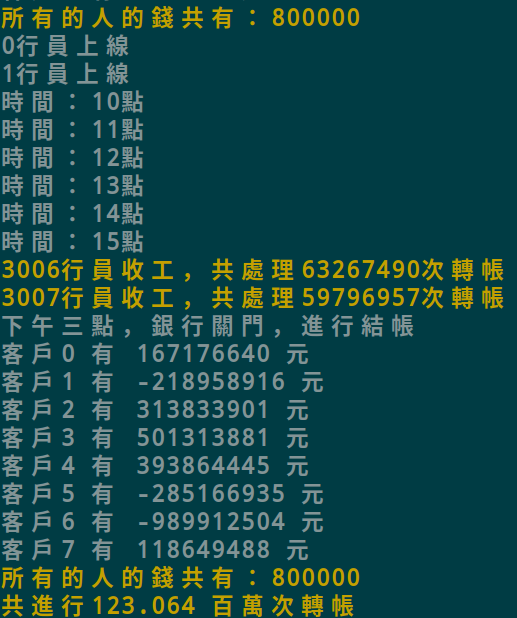 所有的人的錢共有：800000
0行員上線
1行員上線
時間：10點
時間：11點
時間：12點
時間：13點
時間：14點
時間：15點
3006行員收工，共處理63267490次轉帳
3007行員收工，共處理59796957次轉帳
下午三點，銀行關門，進行結帳
客戶0 有 167176640 元
客戶1 有 -218958916 元
客戶2 有 313833901 元
客戶3 有 501313881 元
客戶4 有 393864445 元
客戶5 有 -285166935 元
客戶6 有 -989912504 元
客戶7 有 118649488 元
所有的人的錢共有：800000
共進行123.064 百萬次轉帳